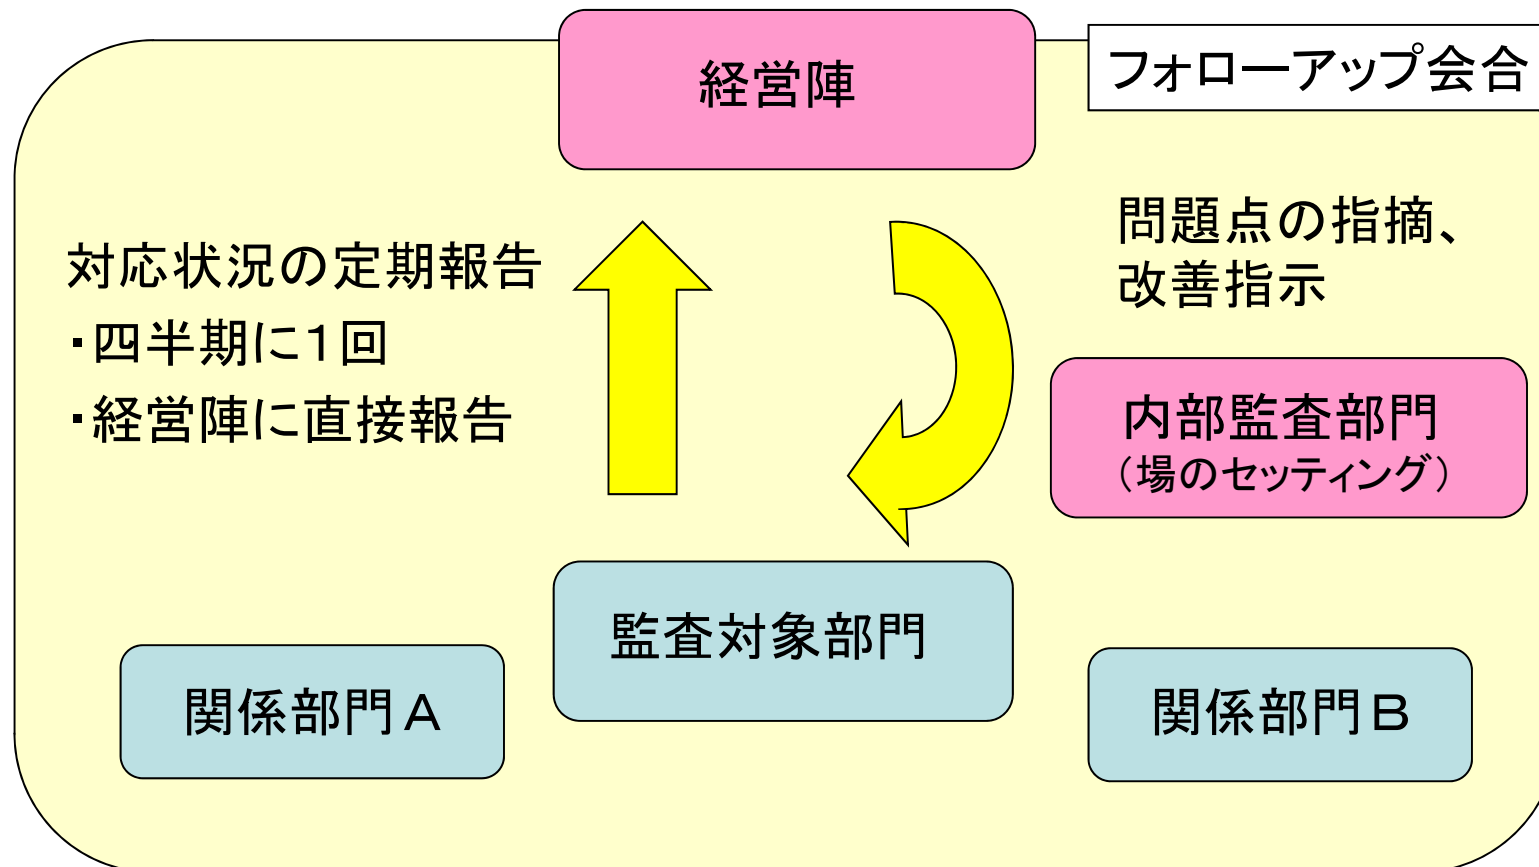 経営陣
フォローアップ会合
対応状況の定期報告
・四半期に１回
・経営陣に直接報告
問題点の指摘、
改善指示
内部監査部門
（場のセッティング）
監査対象部門
関係部門Ａ
関係部門Ｂ